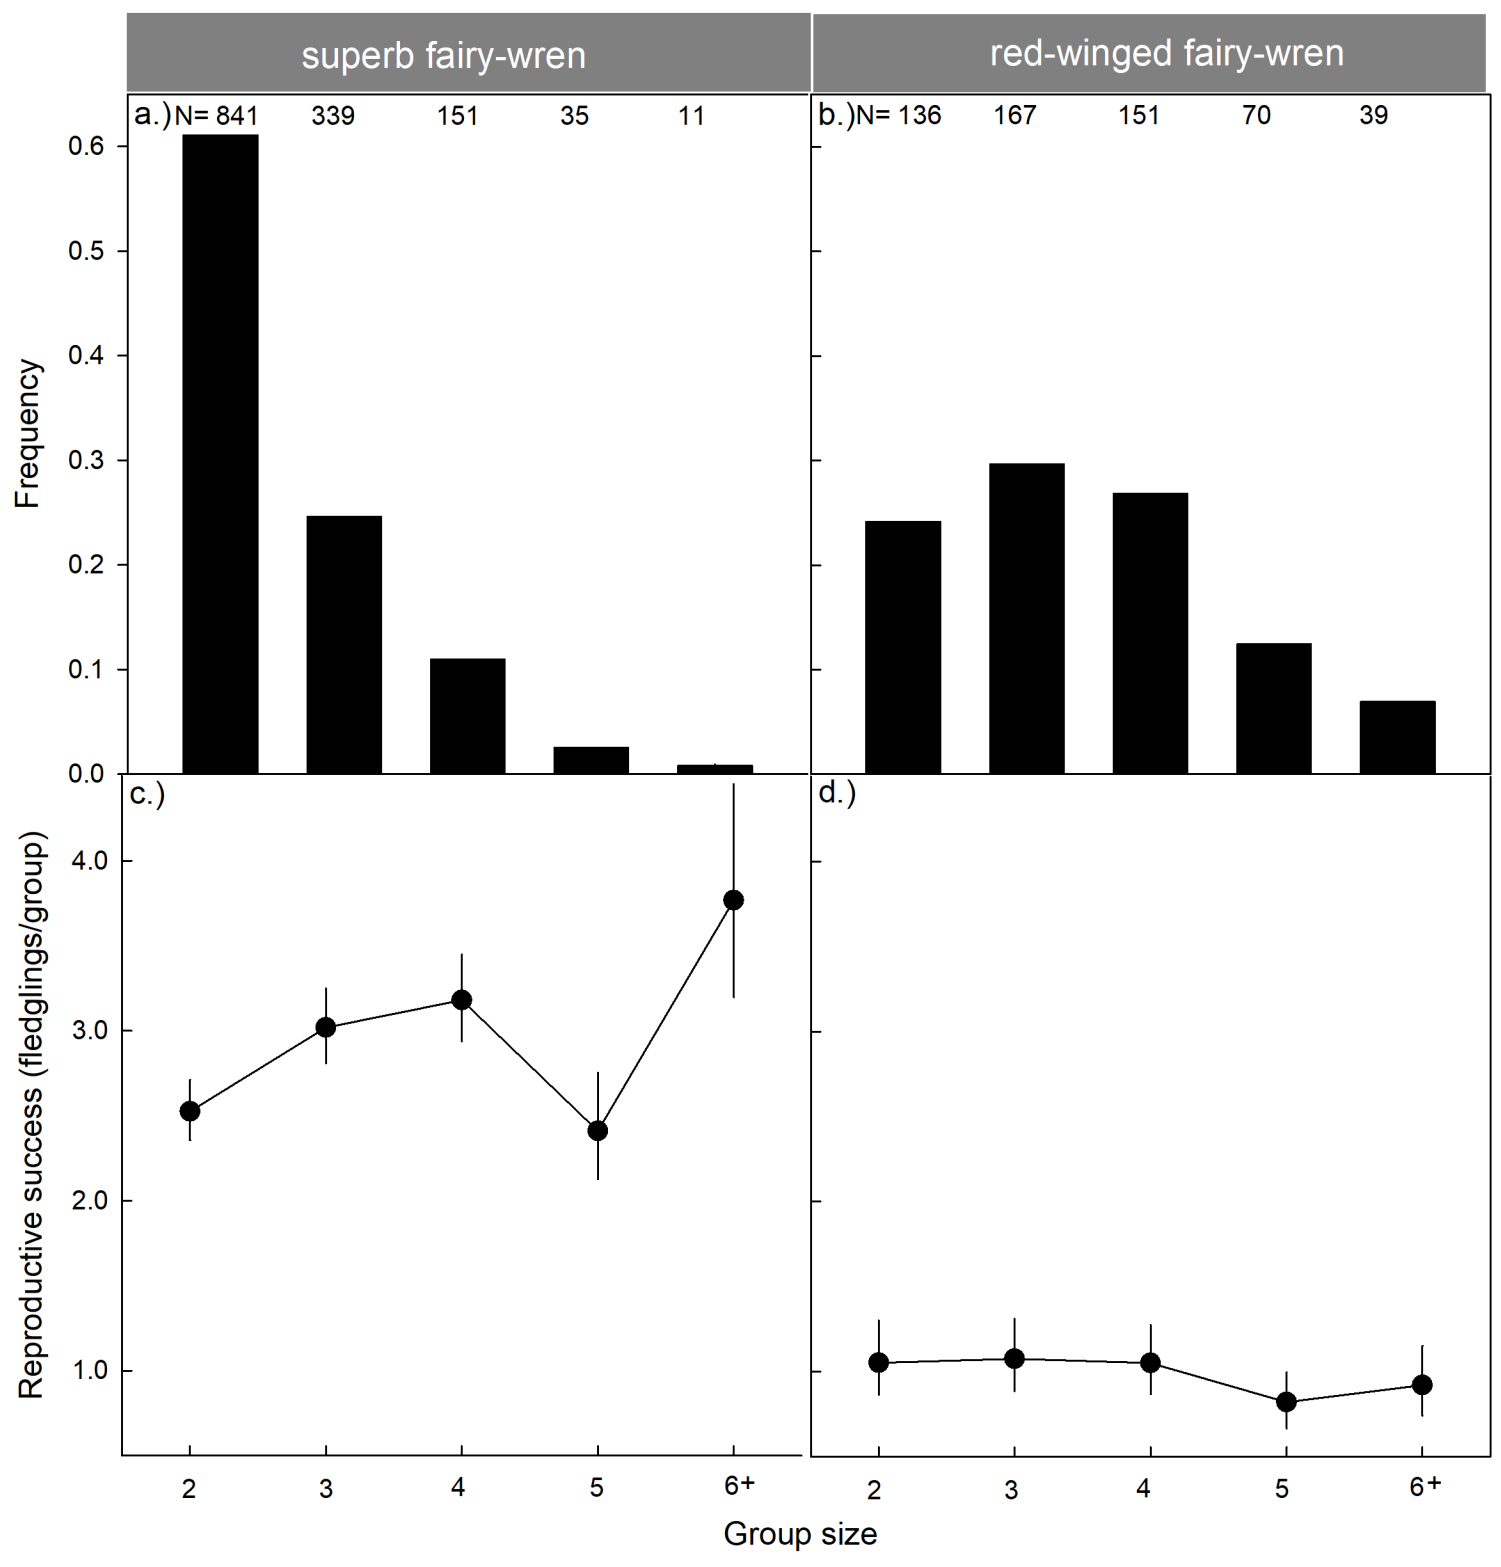 superb fairy-wren
red-winged fairy-wren
a.) N= 841 339 151 35 11
b.) N= 136 167 151 70 39
0.6
0.5
0.4
0.3
0.2
0.1
0.0
Frequency
c.)
d.)
4.0
3.0
2.0
1.0
Reproductive success (fledglings/group)
2 3 4 5 6+
2 3 4 5 6+
Group size